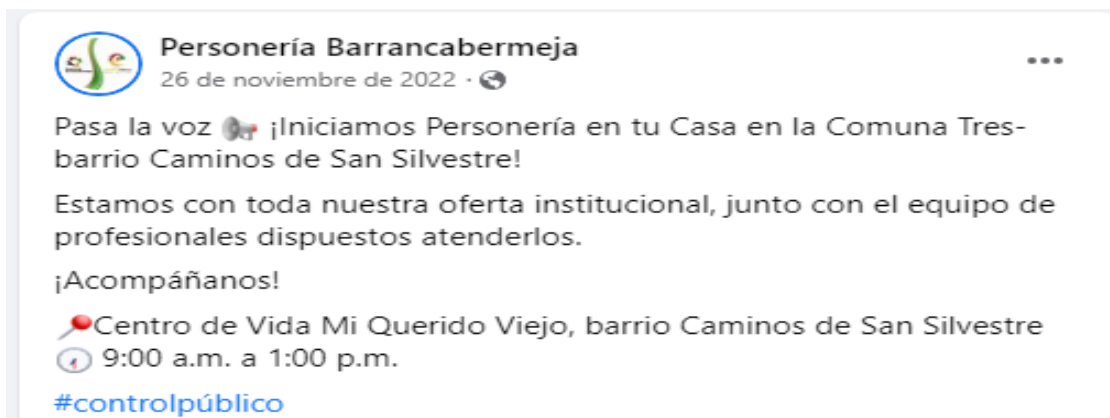 Personería Barrancabermeja
26 de noviembre de 2022 ·
Pasa la voz ¡Iniciamos Personería en tu Casa en la Comuna Tres-
barrio Caminos de San Silvestre!
Estamos con toda nuestra oferta institucional, junto con el equipo de
profesionales dispuestos atenderlos.
¡Acompáñanos!
Centro de Vida Mi Querido Viejo, barrio Caminos de San Silvestre
9:00 a.m. a 1:00 p.m.
#controlpúblico